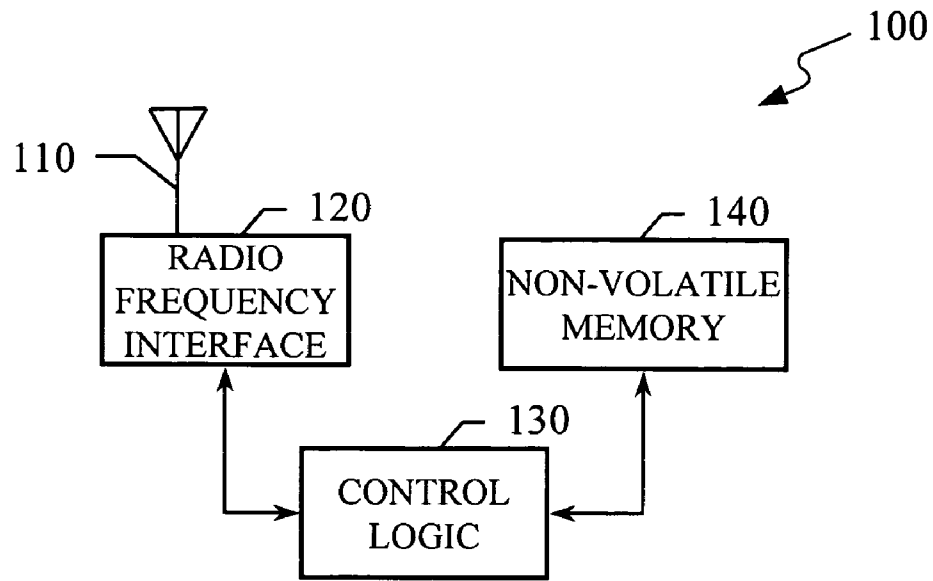 100
110
120
RADIO
FREQUENCY
INTERFACE
140
NON-VOLATILE
MEMORY
130
CONTROL
LOGIC